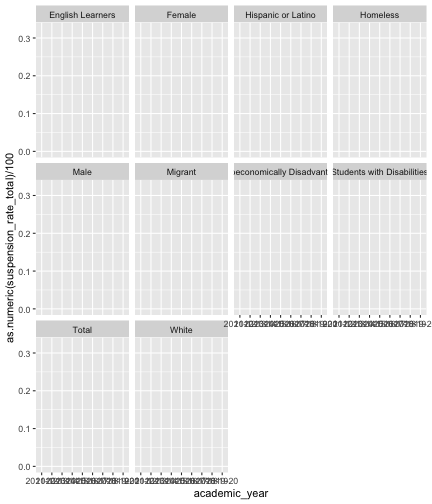 English Learners
Female
Hispanic or Latino
Homeless
0.3
0.2
0.1
0.0
Male
Migrant
oeconomically Disadvant
Students with Disabilities
0.3
0.2
0.1
0.0
Total
White
0.3
0.2
0.1
0.0
as.numeric(suspension_rate_total)/100
academic_year